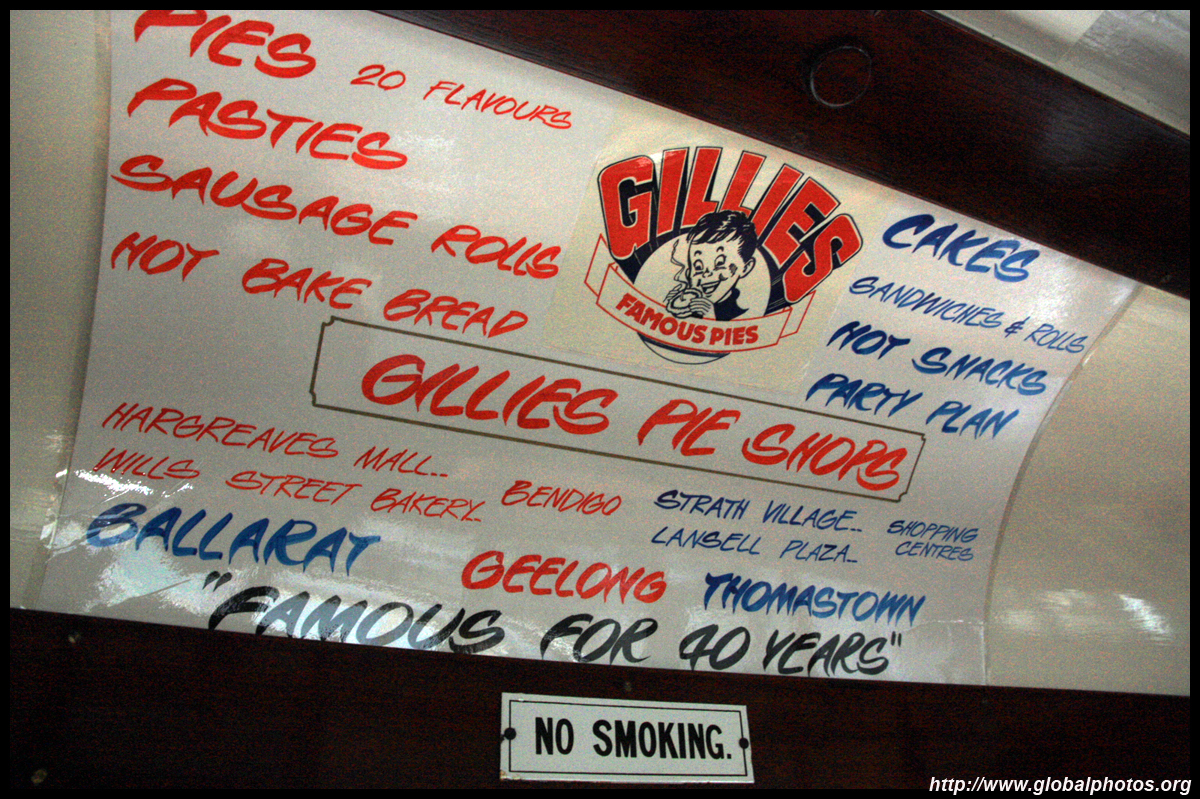 PIES 20 FLAVOURS
PASTIES
SAUSAGE ROLLS
HOT BAKE BREAD
GILLIES
FAMOUS PIES
CAKES
SANDWICHES & ROLLS
HOT SNACKS
PARTY PLAN
GILLIES PIE SHOPS
HARGREAVES MALL..
WILLS STREET BAKERY..
BENDIGO
STRATH VILLAGE..
LANSELL PLAZA..
SHOPPING
CENTRES
BALLARAT
GEELONG
THOMASTOWN
"FAMOUS FOR 40 YEARS"
NO SMOKING.
http://www.globalphotos.org